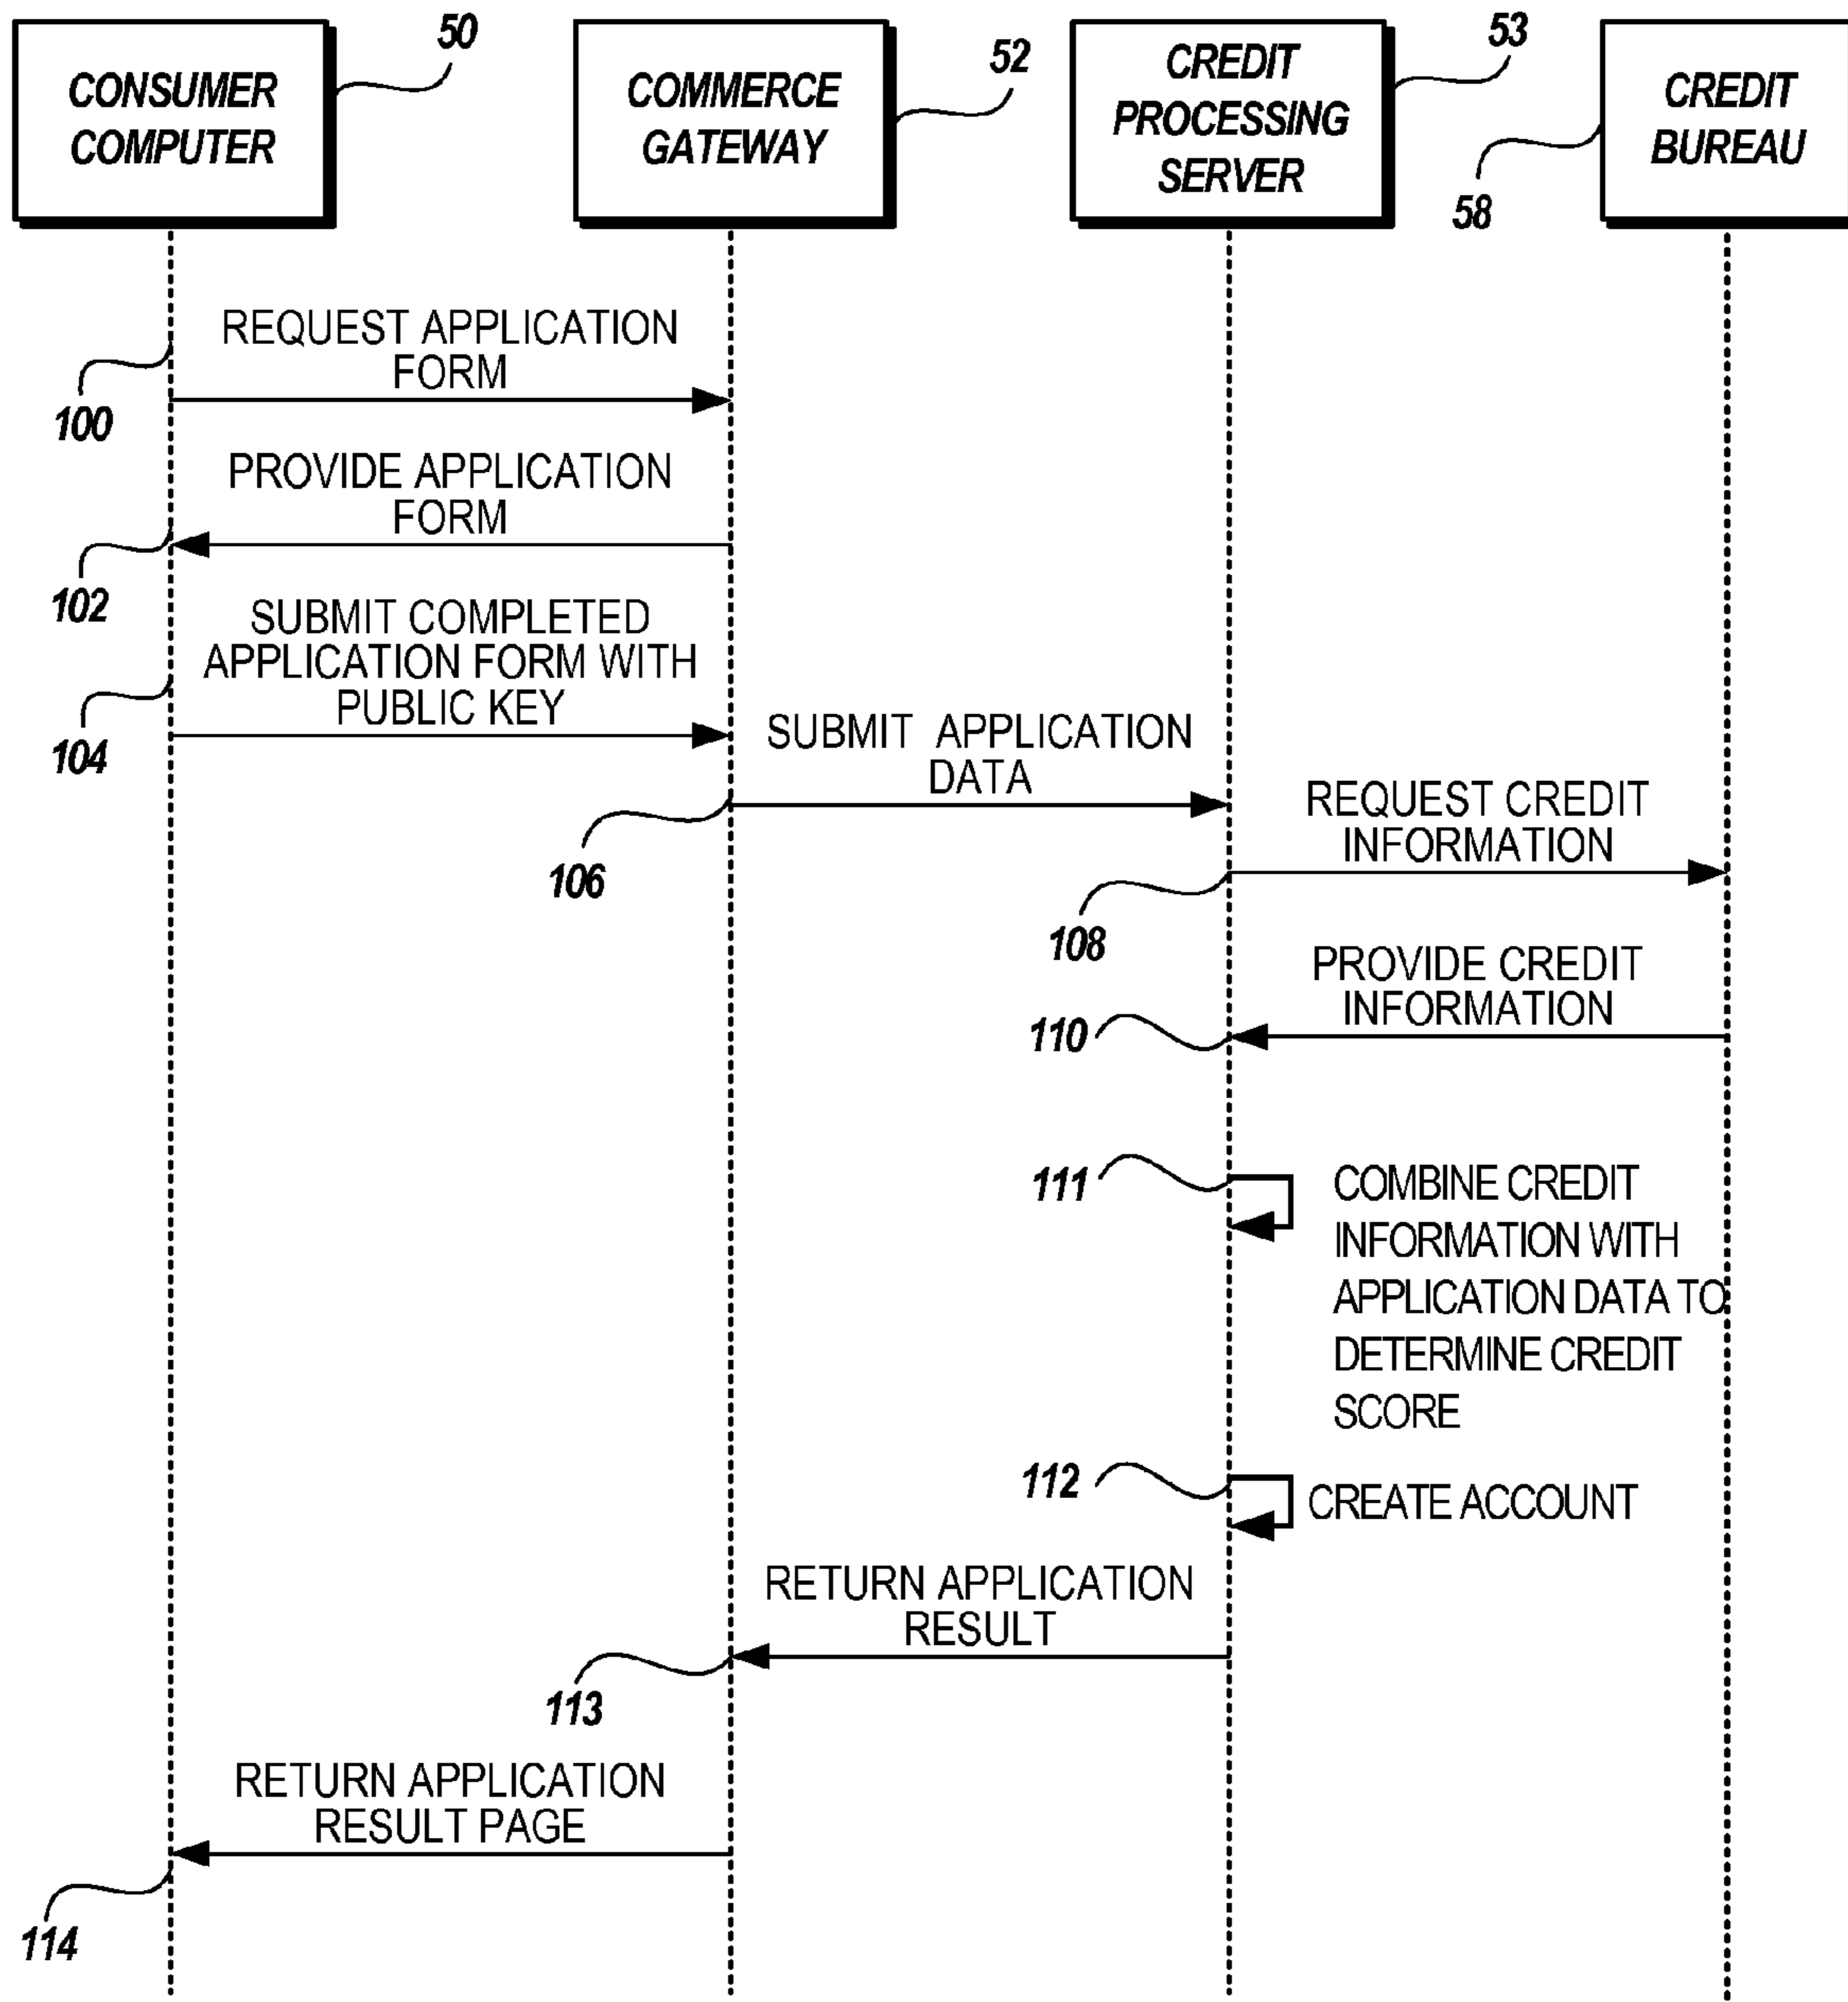 50
CONSUMER
COMPUTER
52
COMMERCE
GATEWAY
53
CREDIT
PROCESSING
SERVER
58
CREDIT
BUREAU
REQUEST APPLICATION
FORM
100
PROVIDE APPLICATION
FORM
102
SUBMIT COMPLETED
APPLICATION FORM WITH
PUBLIC KEY
104
SUBMIT APPLICATION
DATA
106
REQUEST CREDIT
INFORMATION
108
PROVIDE CREDIT
INFORMATION
110
111
COMBINE CREDIT
INFORMATION WITH
APPLICATION DATA TO
DETERMINE CREDIT
SCORE
112
CREATE ACCOUNT
RETURN APPLICATION
RESULT
113
RETURN APPLICATION
RESULT PAGE
114